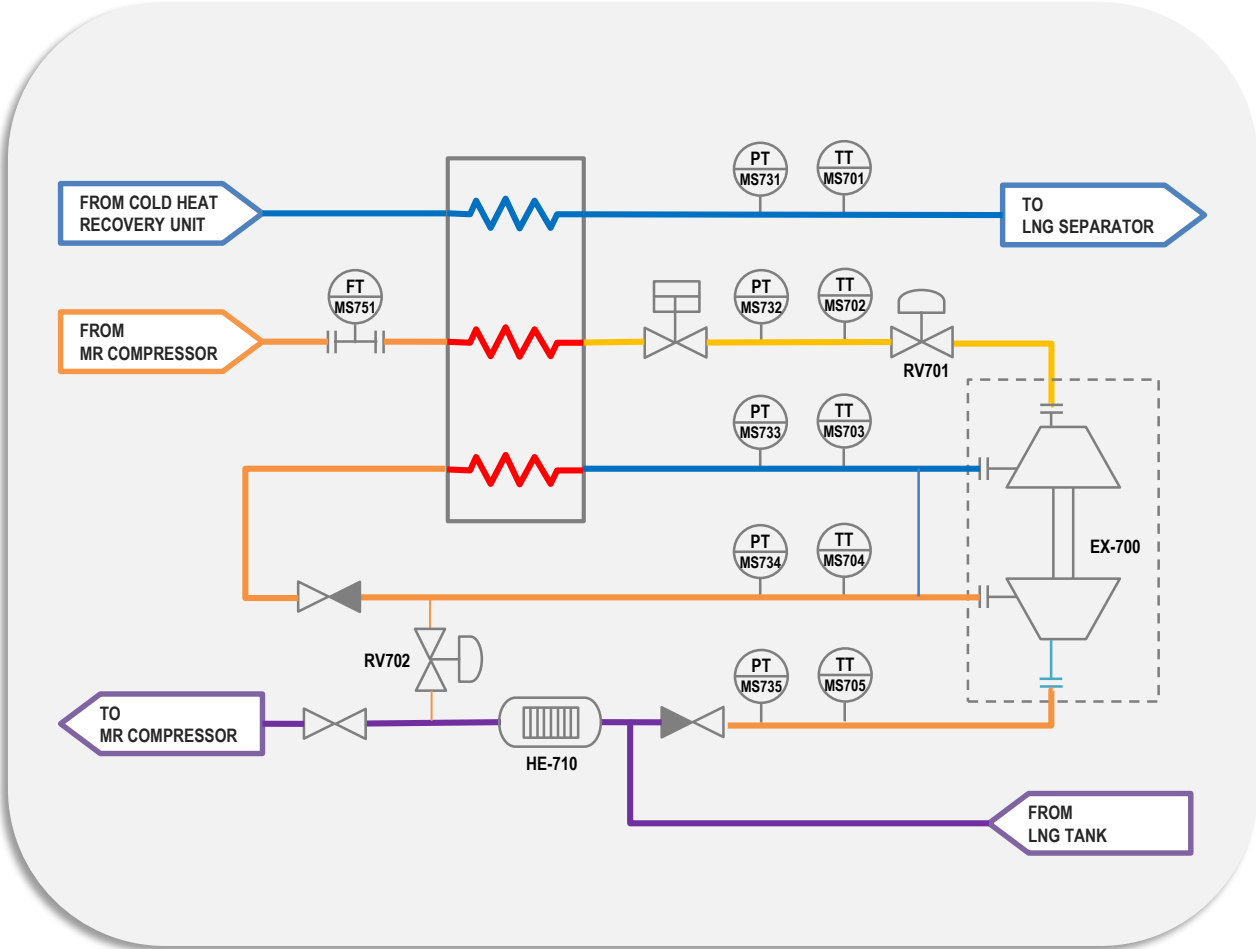 PT
MS731
TT
MS701
FROM COLD HEAT
RECOVERY UNIT
TO
LNG SEPARATOR
FT
MS751
PT
MS732
TT
MS702
FROM
MR COMPRESSOR
RV701
PT
MS733
TT
MS703
EX-700
PT
MS734
TT
MS704
RV702
PT
MS735
TT
MS705
TO
MR COMPRESSOR
HE-710
FROM
LNG TANK